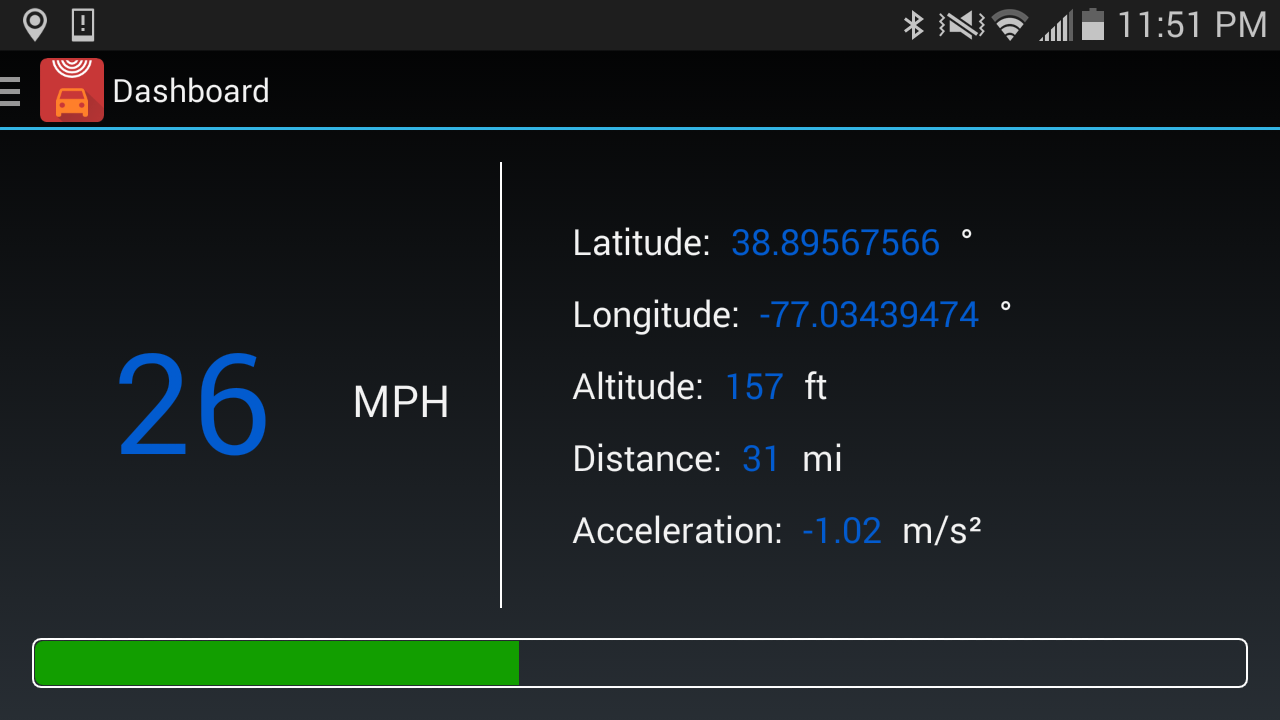 11:51 PM
Dashboard
26 MPH
Latitude: 38.89567566 °
Longitude: -77.03439474 °
Altitude: 157 ft
Distance: 31 mi
Acceleration: -1.02 m/s²